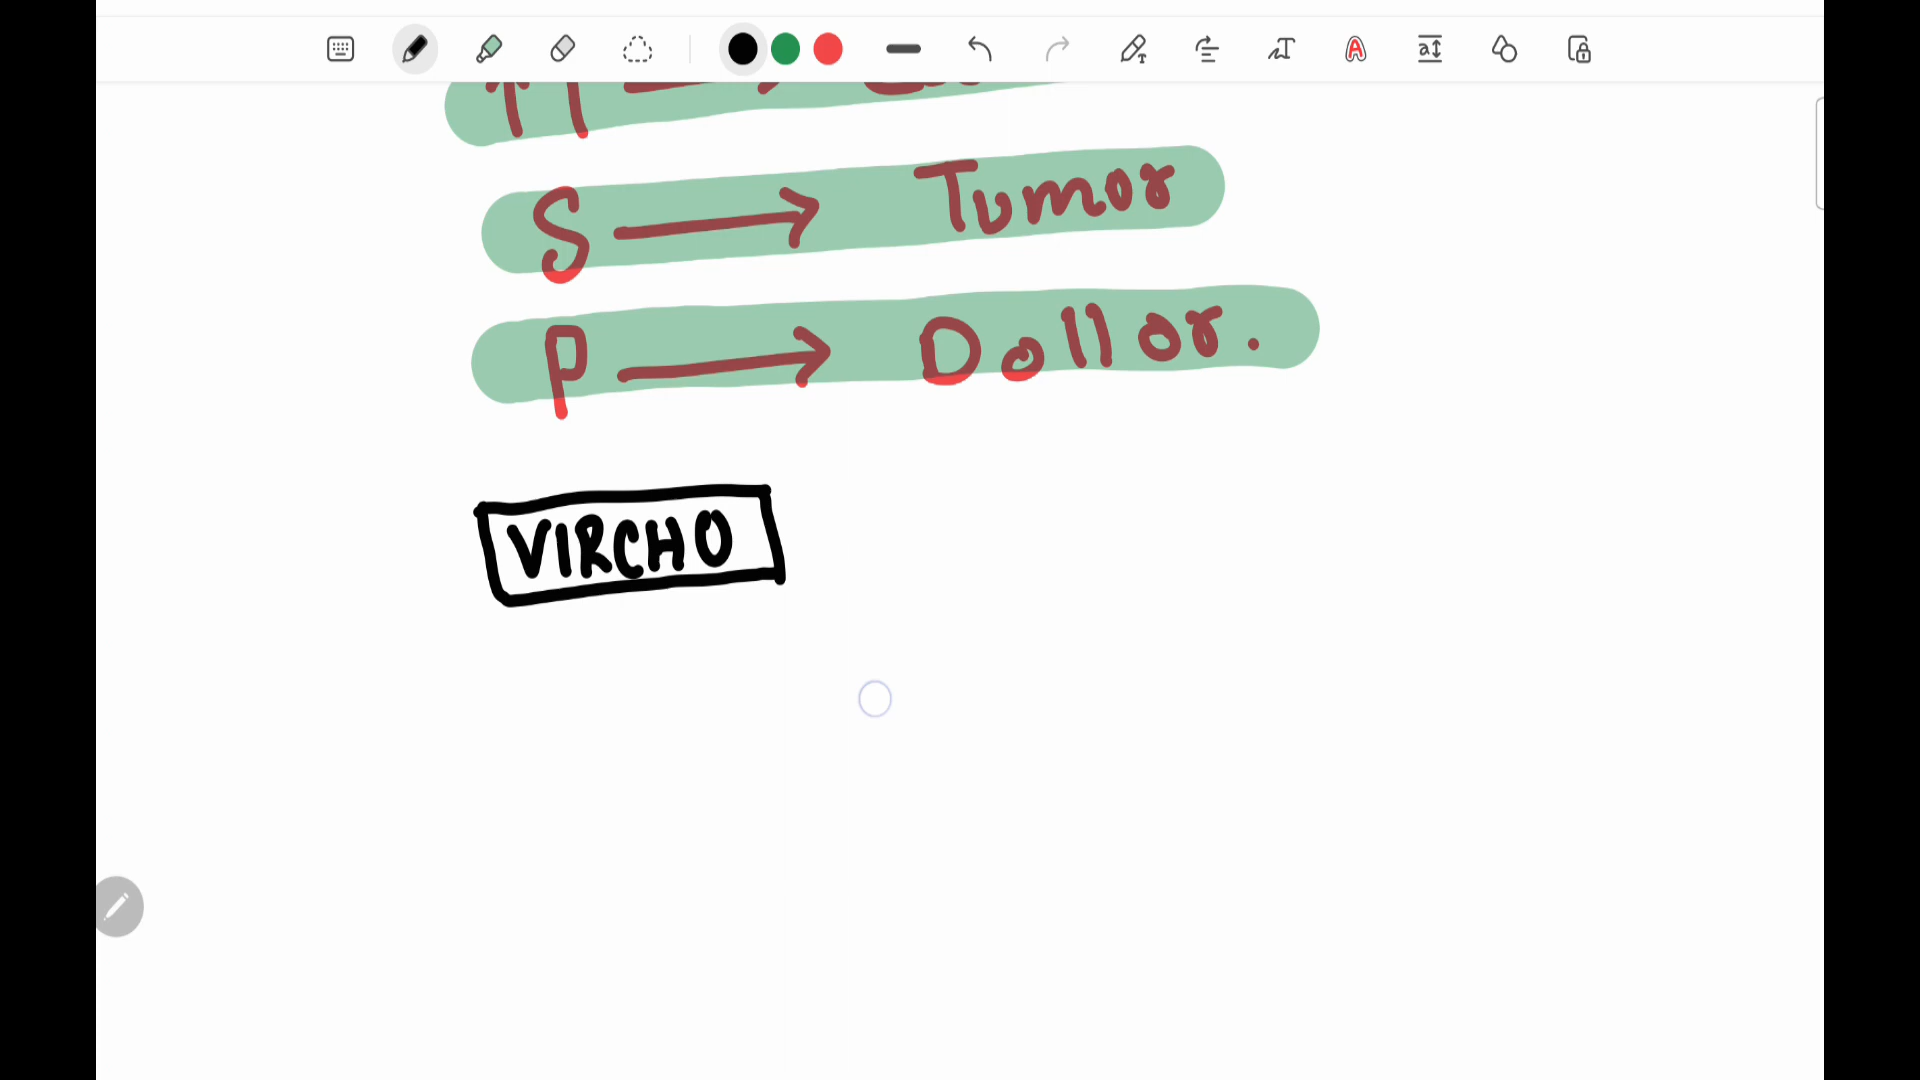 S → Tumor
P → Dollor.
VIRCHO